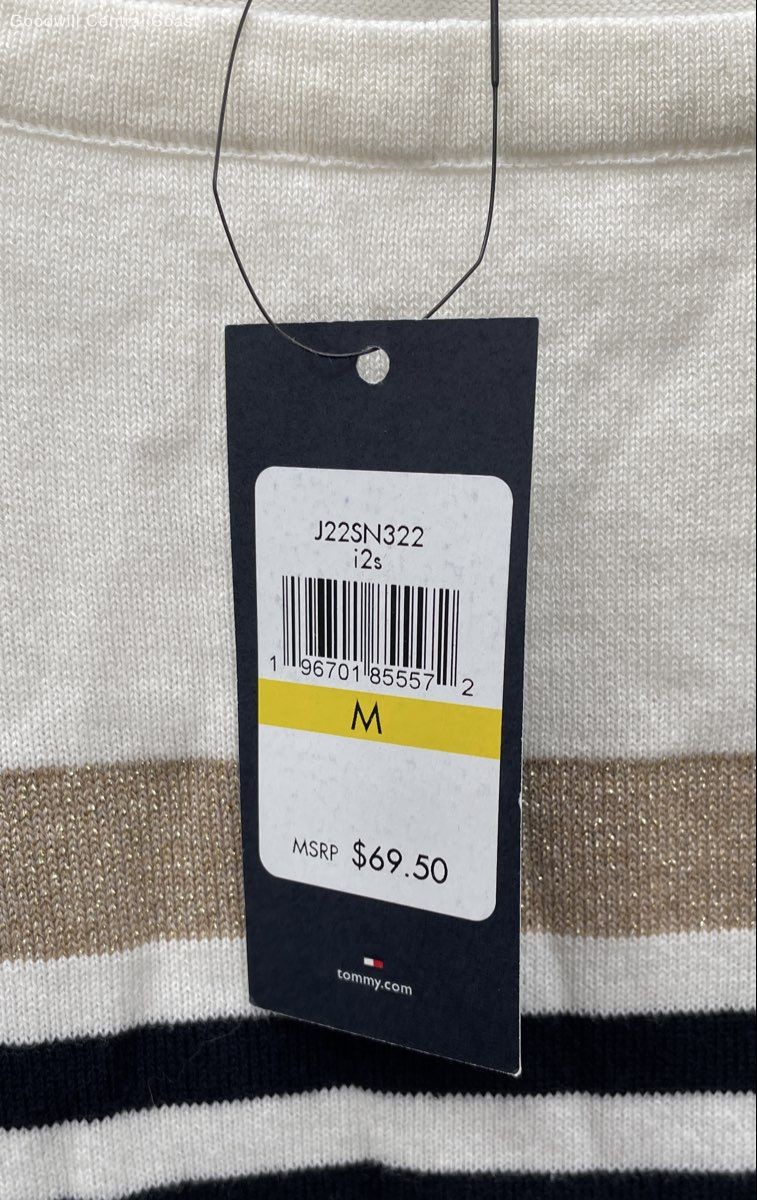 Goodwill Central Coast
J22SN322
i2s
1 96701 85557 2
M
MSRP $69.50
tommy.com